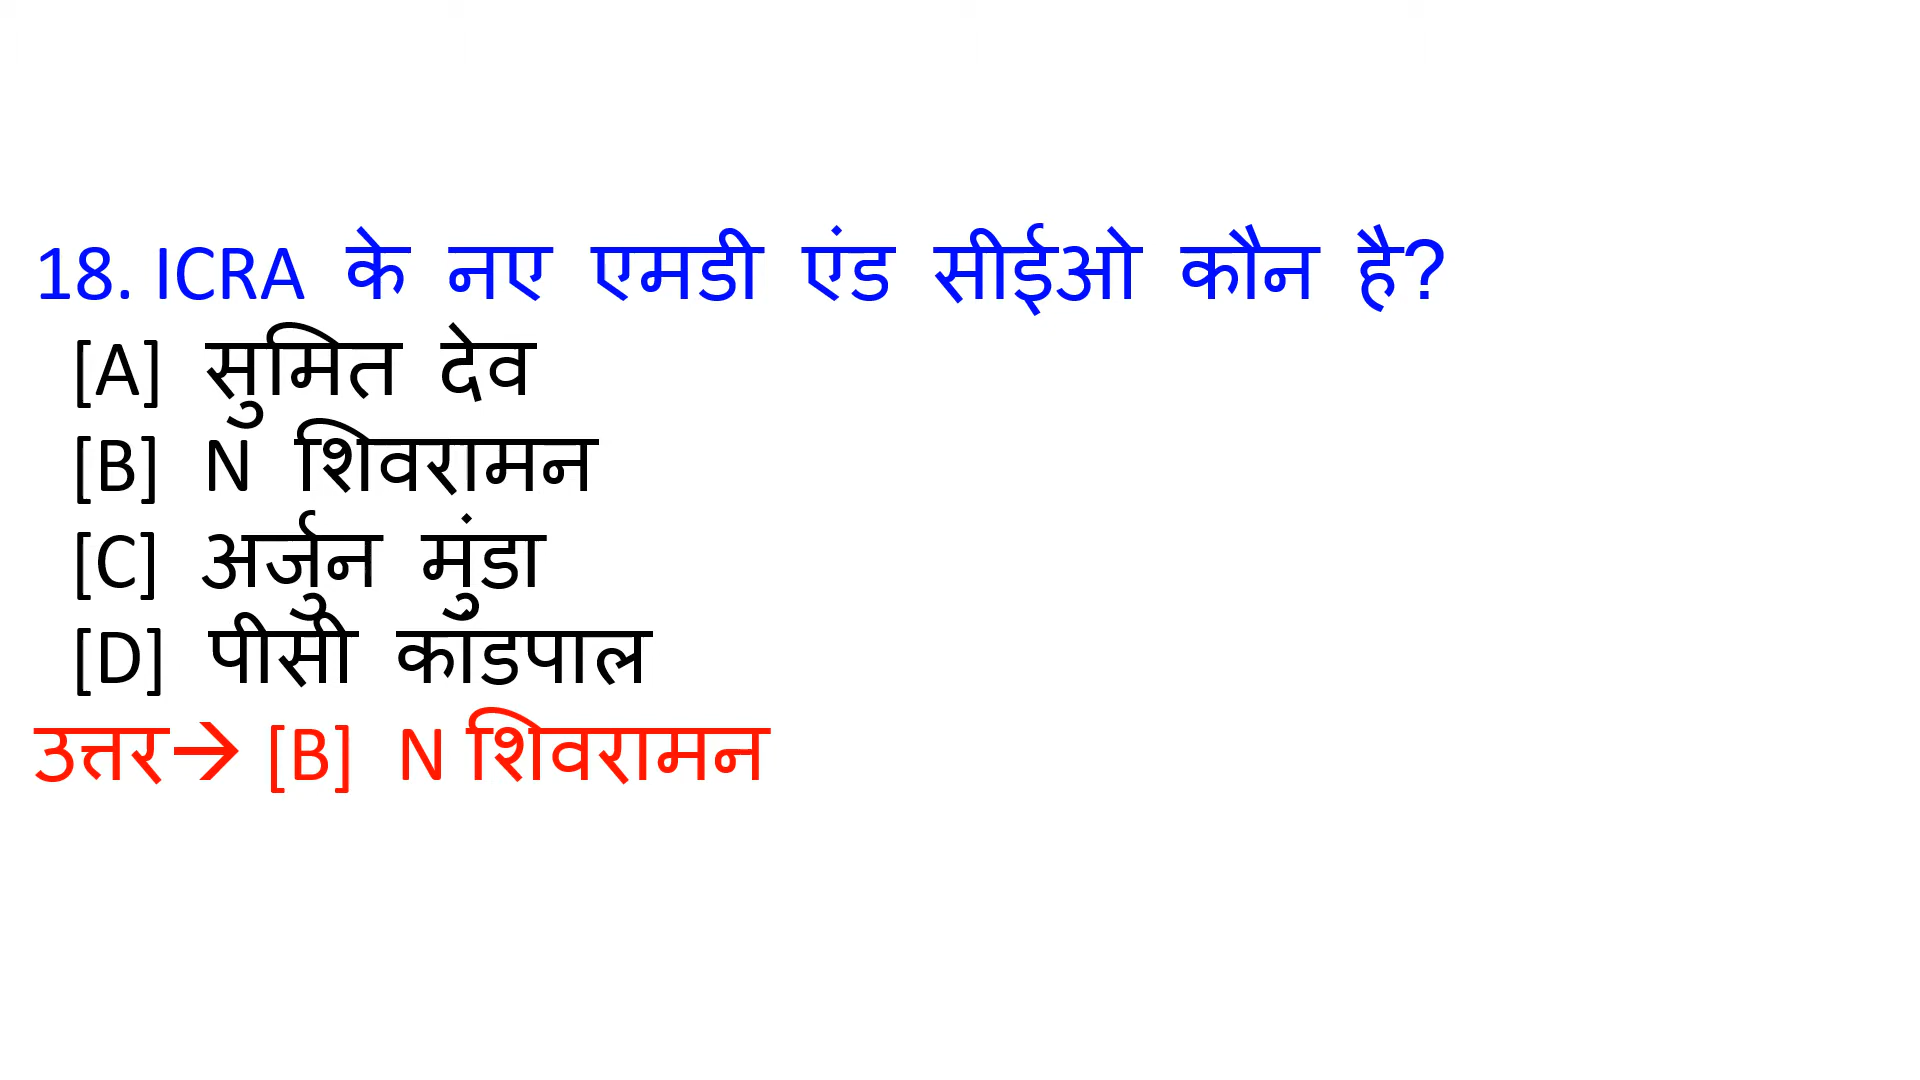 18. ICRA के नए एमडी एंड सीईओ कौन है?
[A] सुमित देव
[B] N शिवरामन
[C] अर्जुन मुंडा
[D] पीसी कांडपाल
उत्तर→ [B] N शिवरामन